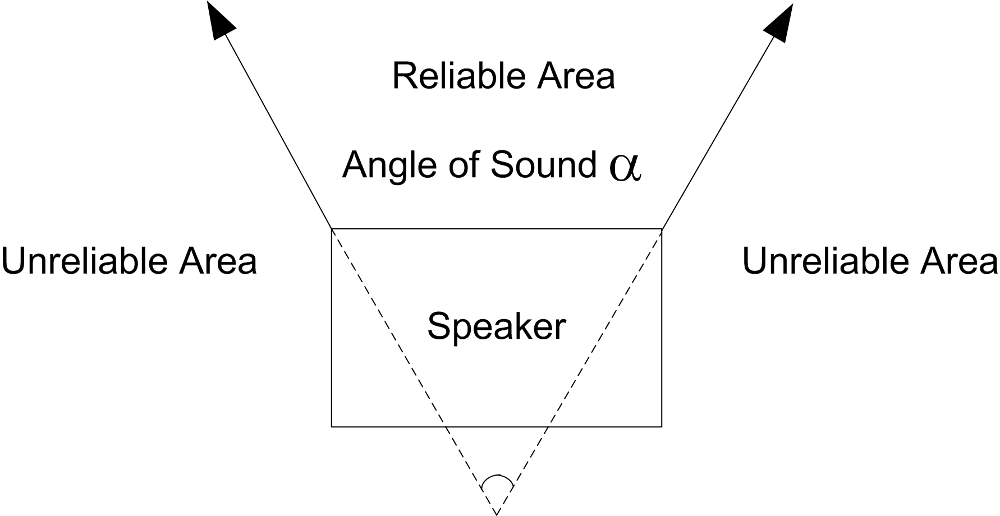 Reliable Area
Angle of Sound α
Unreliable Area
Unreliable Area
Speaker